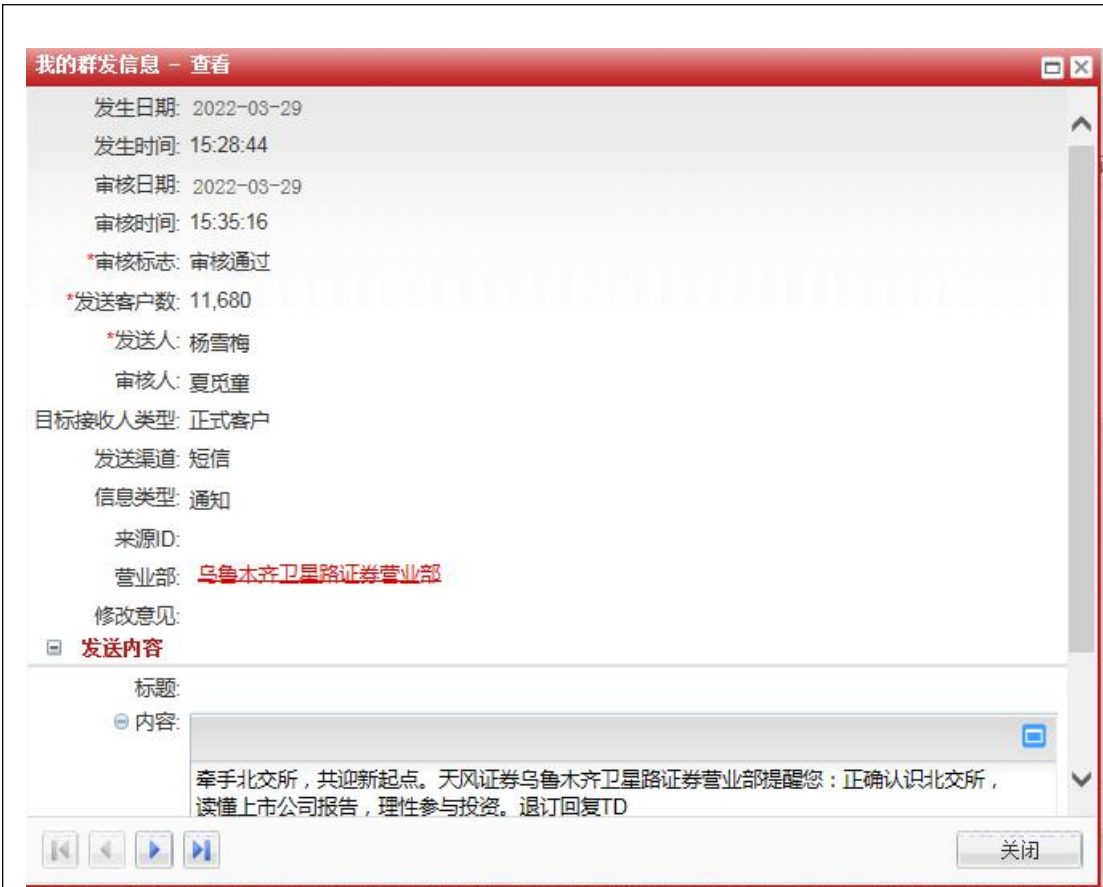 我的群发信息 - 查看
发生日期: 2022-03-29
发生时间: 15:28:44
审核日期: 2022-03-29
审核时间: 15:35:16
*审核标志: 审核通过
*发送客户数: 11,680
*发送人: 杨雪梅
审核人: 夏觅童
目标接收人类型: 正式客户
发送渠道: 短信
信息类型: 通知
来源ID:
营业部: 乌鲁木齐卫星路证券营业部
修改意见:
发送内容
标题:
内容:
牵手北交所，共迎新起点。天风证券乌鲁木齐卫星路证券营业部提醒您：正确认识北交所，
读懂上市公司报告，理性参与投资。退订回复TD
关闭